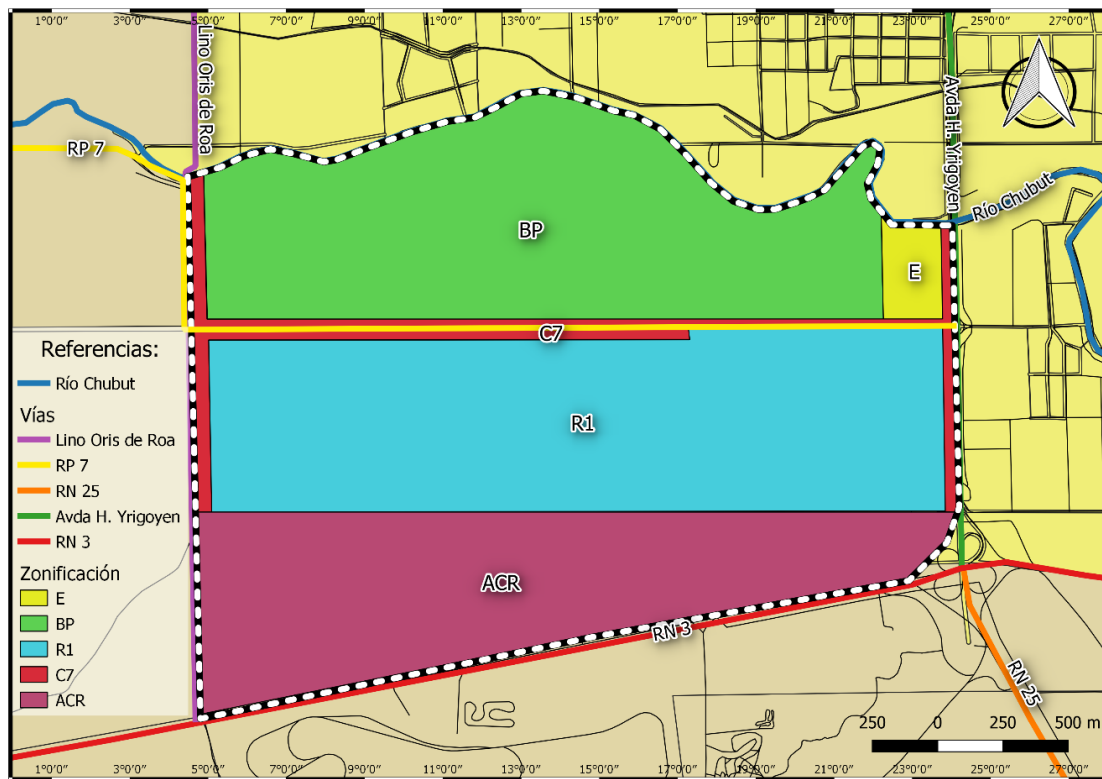 1°0'0" 3°0'0" 5°0'0" 7°0'0" 9°0'0" 11°0'0" 13°0'0" 15°0'0" 17°0'0" 19°0'0" 21°0'0" 23°0'0" 25°0'0" 27°0'0"
Lino Oris de Roa
Avda H. Yrigoyen
RP 7
Río Chubut
BP
E
C7
R1
ACR
RN 3
RN 25
Referencias:
Río Chubut
Vías
Lino Oris de Roa
RP 7
RN 25
Avda H. Yrigoyen
RN 3
Zonificación
E
BP
R1
C7
ACR
250 0 250 500 m
1°0'0" 3°0'0" 5°0'0" 7°0'0" 9°0'0" 11°0'0" 13°0'0" 15°0'0" 17°0'0" 19°0'0" 21°0'0" 23°0'0" 25°0'0" 27°0'0"